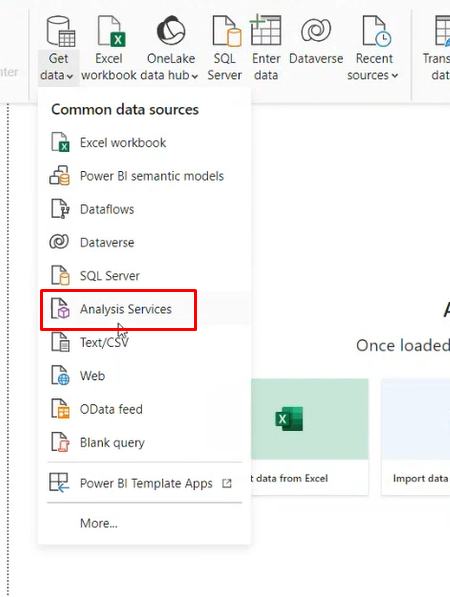 nter
Get
data
Excel
workbook
OneLake
data hub
SQL
Server
Enter
data
Dataverse
Recent
sources
Trans
dat
Common data sources
Excel workbook
Power BI semantic models
Dataflows
Dataverse
SQL Server
Analysis Services
Text/CSV
Web
OData feed
Blank query
Power BI Template Apps
More...
A
Once loaded
t data from Excel
Import data